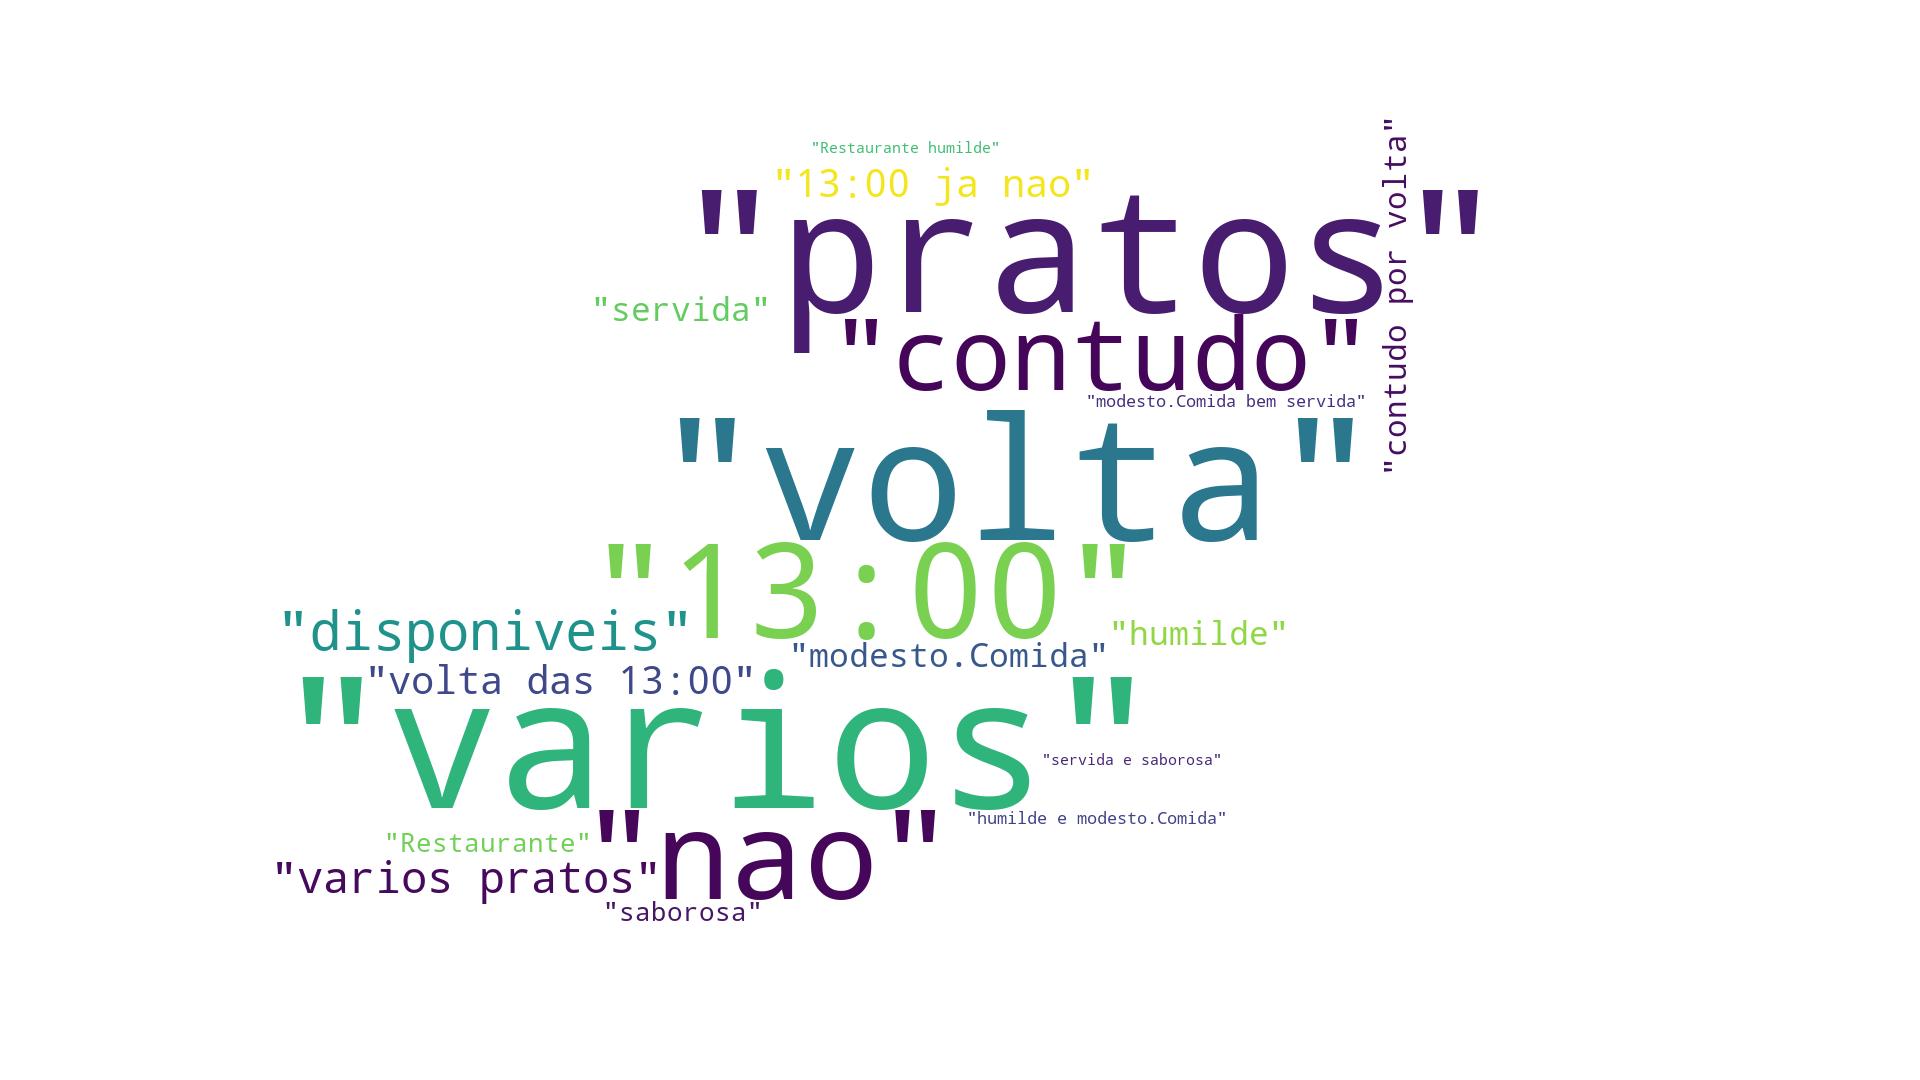 "Restaurante humilde"
"13:00 ja nao"
"pratos"
"contudo por volta"
"servida"
"contudo"
"modesto.Comida bem servida"
"volta"
"13:00"
"disponiveis"
"humilde"
"modesto.Comida"
"volta das 13:00"
"varios"
"servida e saborosa"
"humilde e modesto.Comida"
"Restaurante"
"nao"
"varios pratos"
"saborosa"